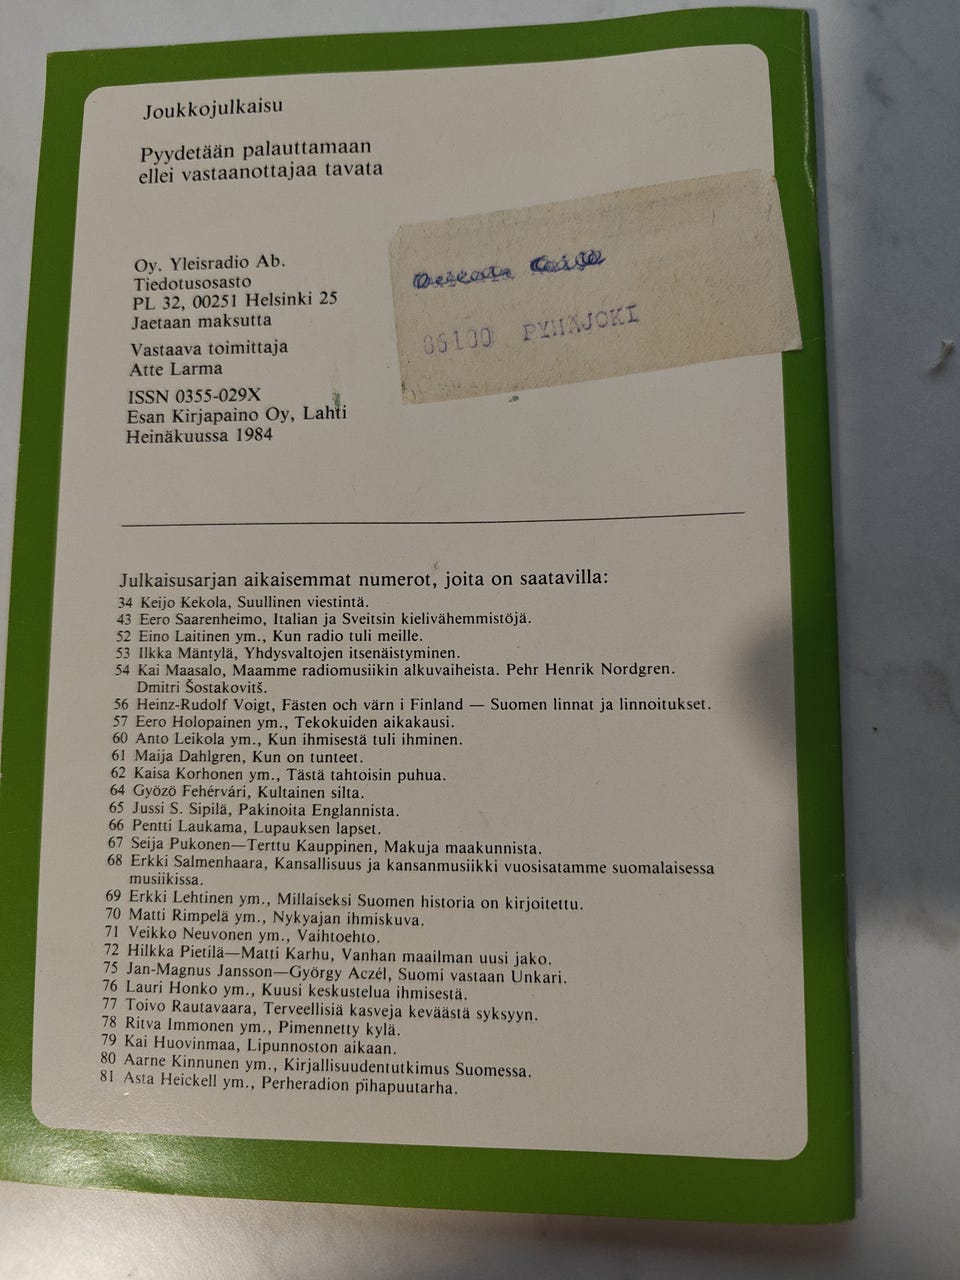 Joukkojulkaisu
Pyydetään palauttamaan
ellei vastaanottajaa tavata
Oy. Yleisradio Ab.
Tiedotusosasto
PL 32, 00251 Helsinki 25
Jaetaan maksutta
Vastaava toimittaja
Atte Larma
ISSN 0355-029X
Esan Kirjapaino Oy, Lahti
Heinäkuussa 1984
86100 PYHÄJOKI
Julkaisusarjan aikaisemmat numerot, joita on saatavilla:
34 Keijo Kekola, Suullinen viestintä.
43 Eero Saarenheimo, Italian ja Sveitsin kielivähemmistöjä.
52 Eino Laitinen ym., Kun radio tuli meille.
53 Ilkka Mäntylä, Yhdysvaltojen itsenäistyminen.
54 Kai Maasalo, Maamme radiomusiikin alkuvaiheista. Pehr Henrik Nordgren.
Dmitri Šostakovitš.
56 Heinz-Rudolf Voigt, Fästen och värn i Finland — Suomen linnat ja linnoitukset.
57 Eero Holopainen ym., Tekokuiden aikakausi.
60 Anto Leikola ym., Kun ihmisestä tuli ihminen.
61 Maija Dahlgren, Kun on tunteet.
62 Kaisa Korhonen ym., Tästä tahtoisin puhua.
64 Gyözö Fehérvári, Kultainen silta.
65 Jussi S. Sipilä, Pakinoita Englannista.
66 Pentti Laukama, Lupauksen lapset.
67 Seija Pukonen—Terttu Kauppinen, Makuja maakunnista.
68 Erkki Salmenhaara, Kansallisuus ja kansanmusiikki vuosisatamme suomalaisessa
musiikissa.
69 Erkki Lehtinen ym., Millaiseksi Suomen historia on kirjoitettu.
70 Matti Rimpelä ym., Nykyajan ihmiskuva.
71 Veikko Neuvonen ym., Vaihtoehto.
72 Hilkka Pietilä—Matti Karhu, Vanhan maailman uusi jako.
75 Jan-Magnus Jansson—György Aczél, Suomi vastaan Unkari.
76 Lauri Honko ym., Kuusi keskustelua ihmisestä.
77 Toivo Rautavaara, Terveellisiä kasveja keväästä syksyyn.
78 Ritva Immonen ym., Pimennetty kylä.
79 Kai Huovinmaa, Lipunnoston aikaan.
80 Aarne Kinnunen ym., Kirjallisuudentutkimus Suomessa.
81 Asta Heickell ym., Perheradion pihapuutarha.